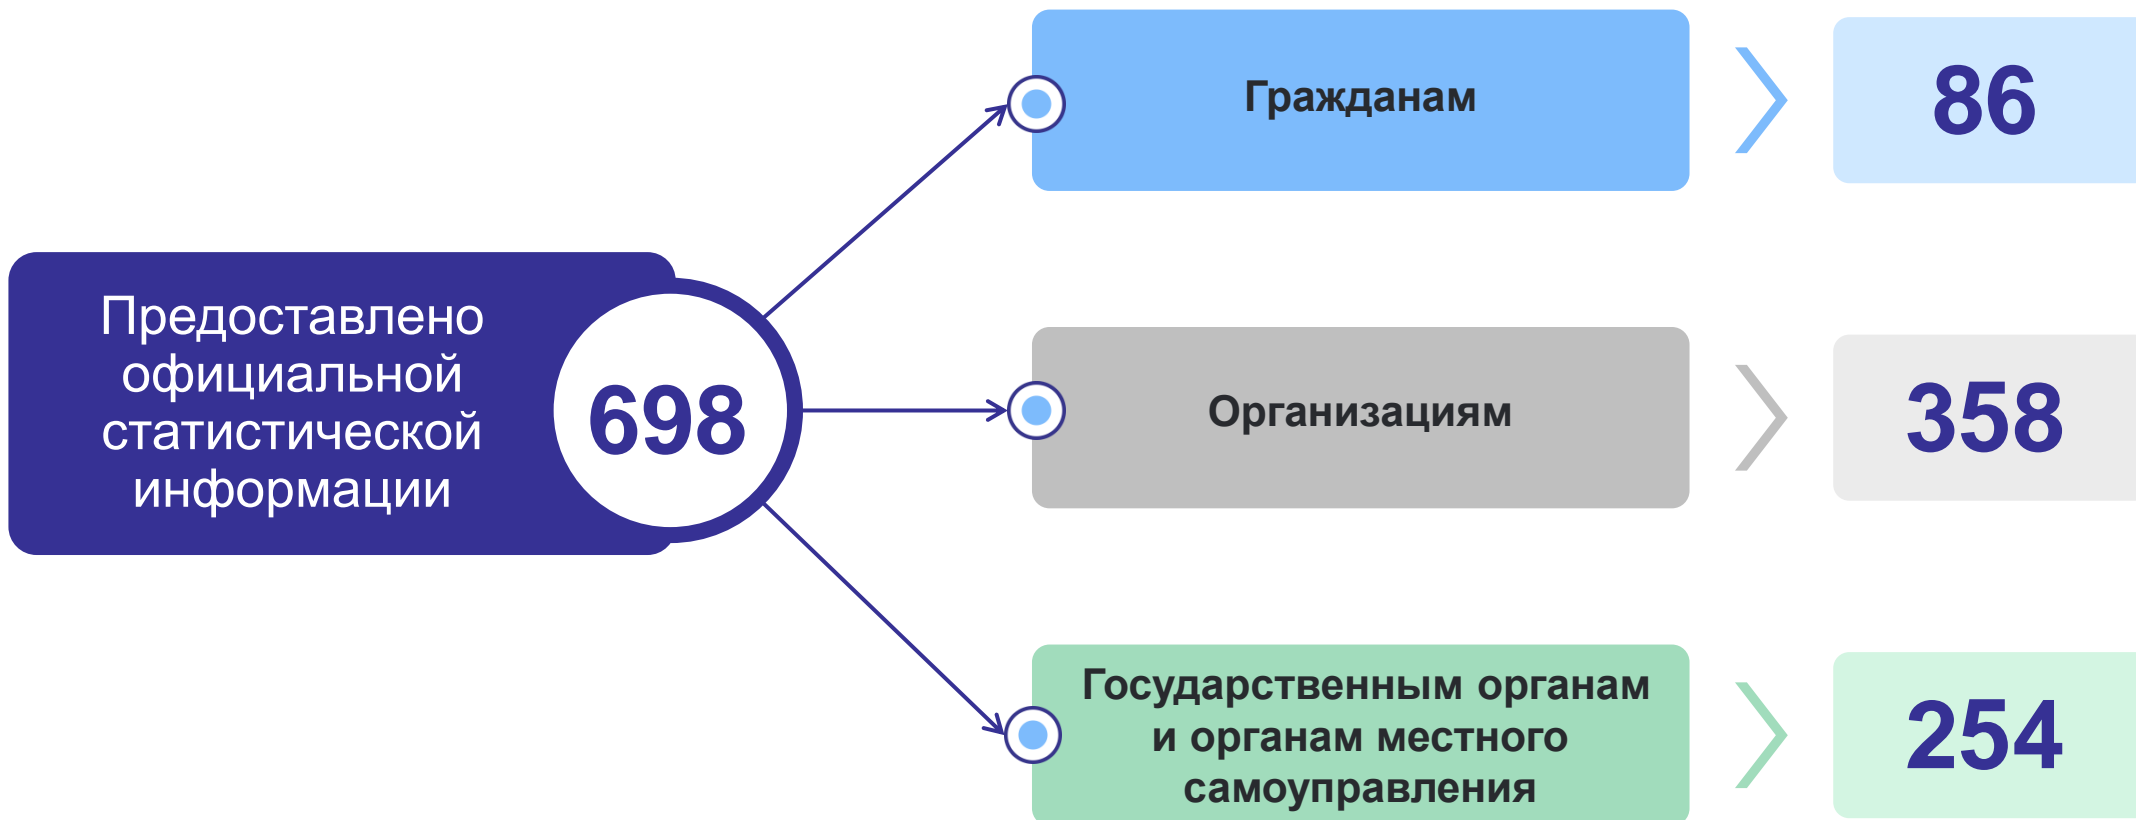 Предоставлено
официальной
статистической
информации
698
Гражданам
86
Организациям
358
Государственным органам
и органам местного
самоуправления
254